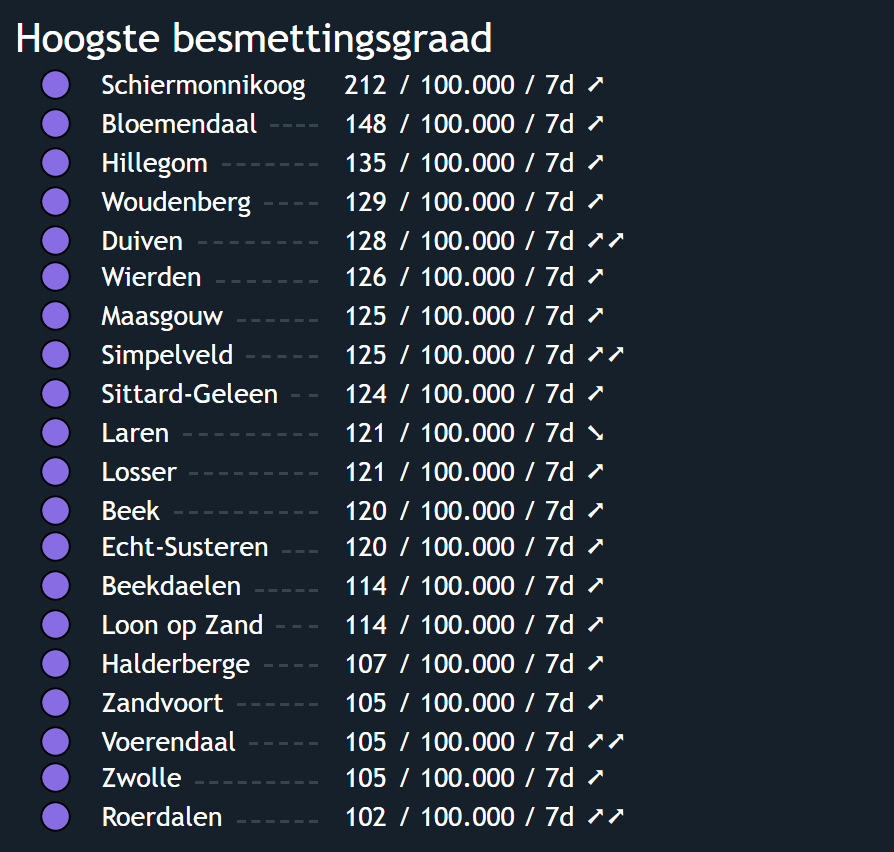 Hoogste besmettingsgraad
Schiermonnikoog 212 / 100.000 / 7d ➚
Bloemendaal ---- 148 / 100.000 / 7d ➚
Hillegom ------- 135 / 100.000 / 7d ➚
Woudenberg ---- 129 / 100.000 / 7d ➚
Duiven --------- 128 / 100.000 / 7d ➚➚
Wierden -------- 126 / 100.000 / 7d ➚
Maasgouw ------ 125 / 100.000 / 7d ➚
Simpelveld ------ 125 / 100.000 / 7d ➚➚
Sittard-Geleen -- 124 / 100.000 / 7d ➚
Laren ---------- 121 / 100.000 / 7d ➘
Losser ---------- 121 / 100.000 / 7d ➚
Beek ----------- 120 / 100.000 / 7d ➚
Echt-Susteren --- 120 / 100.000 / 7d ➚
Beekdaelen ----- 114 / 100.000 / 7d ➚
Loon op Zand --- 114 / 100.000 / 7d ➚
Halderberge ---- 107 / 100.000 / 7d ➚
Zandvoort ------ 105 / 100.000 / 7d ➚
Voerendaal ----- 105 / 100.000 / 7d ➚➚
Zwolle --------- 105 / 100.000 / 7d ➚
Roerdalen ------ 102 / 100.000 / 7d ➚➚